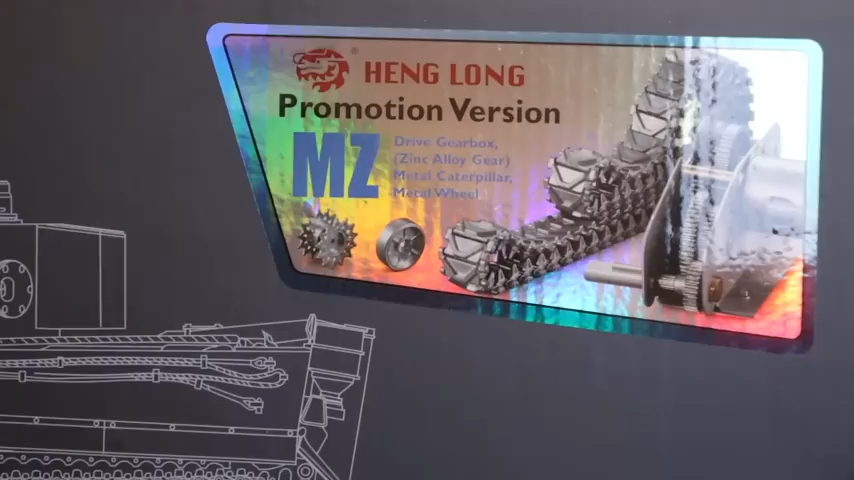 HENG LONG
Promotion Version
MZ
Drive Gearbox,
(Zinc Alloy Gear)
Metal Caterpillar,
Metal Wheel